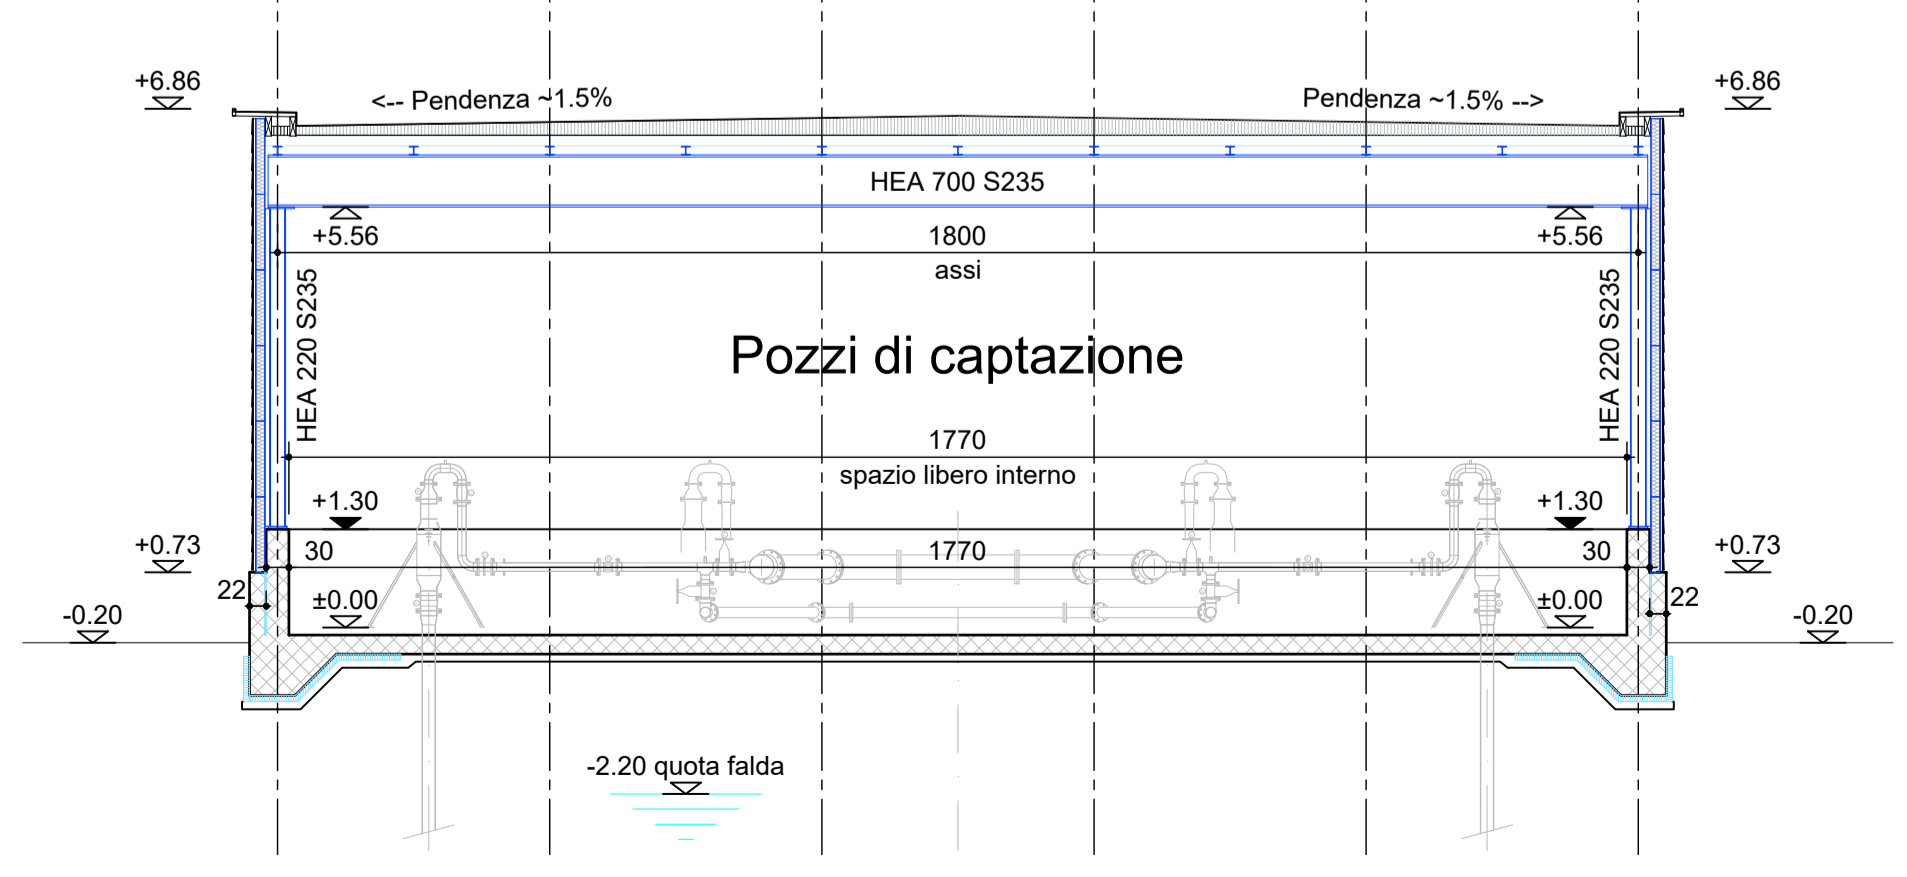 +6.86
<-- Pendenza ~1.5%
Pendenza ~1.5% -->
+6.86
HEA 700 S235
+5.56
1800
+5.56
assi
HEA 220 S235
HEA 220 S235
Pozzi di captazione
1770
spazio libero interno
+1.30
+1.30
+0.73
30
1770
30
+0.73
22
±0.00
±0.00
22
-0.20
-0.20
-2.20 quota falda